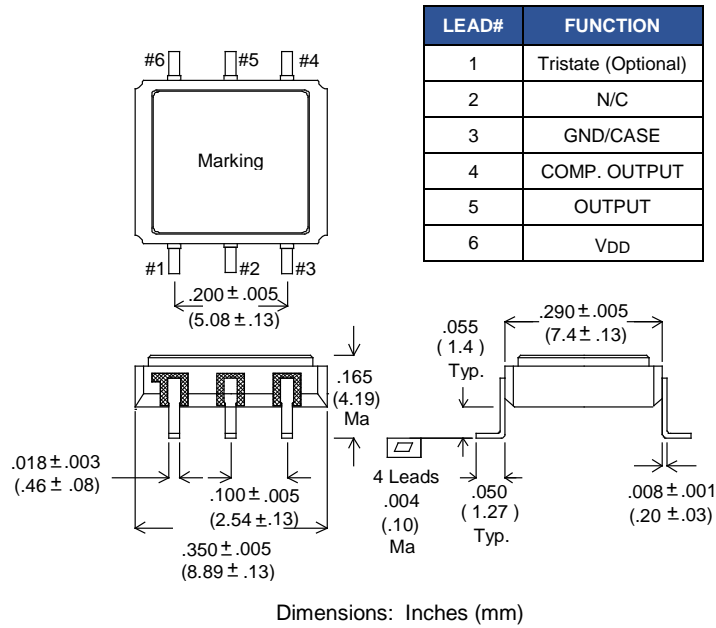 #6 #5 #4
Marking
#1 #2 #3
.200 ± .005
(5.08 ± .13)
LEAD# FUNCTION
1 Tristate (Optional)
2 N/C
3 GND/CASE
4 COMP. OUTPUT
5 OUTPUT
6 VDD
.165
(4.19)
Ma
.018 ± .003
(.46 ± .08)
.100 ± .005
(2.54 ± .13)
.350 ± .005
(8.89 ± .13)
.055
( 1.4 )
Typ.
.290 ± .005
(7.4 ± .13)
4 Leads
.004
(.10)
Ma
.050
( 1.27 )
Typ.
.008 ± .001
(.20 ± .03)
Dimensions: Inches (mm)